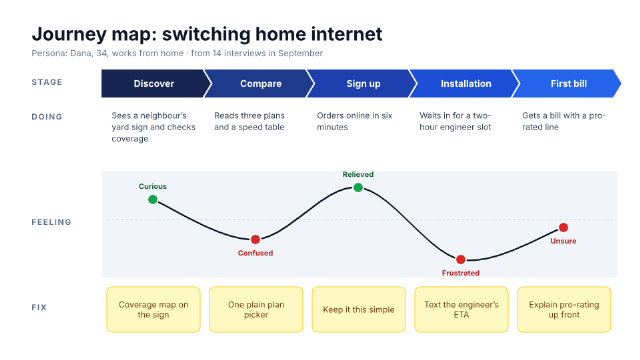 Journey map: switching home internet
Persona: Dana, 34, works from home · from 14 interviews in September
STAGE
Discover
Compare
Sign up
Installation
First bill
DOING
Sees a neighbour's
yard sign and checks
coverage
Reads three plans
and a speed table
Orders online in six
minutes
Waits in for a two-
hour engineer slot
Gets a bill with a pro-
rated line
FEELING
Curious
Confused
Relieved
Frustrated
Unsure
FIX
Coverage map on
the sign
One plain plan
picker
Keep it this simple
Text the engineer's
ETA
Explain pro-rating
up front